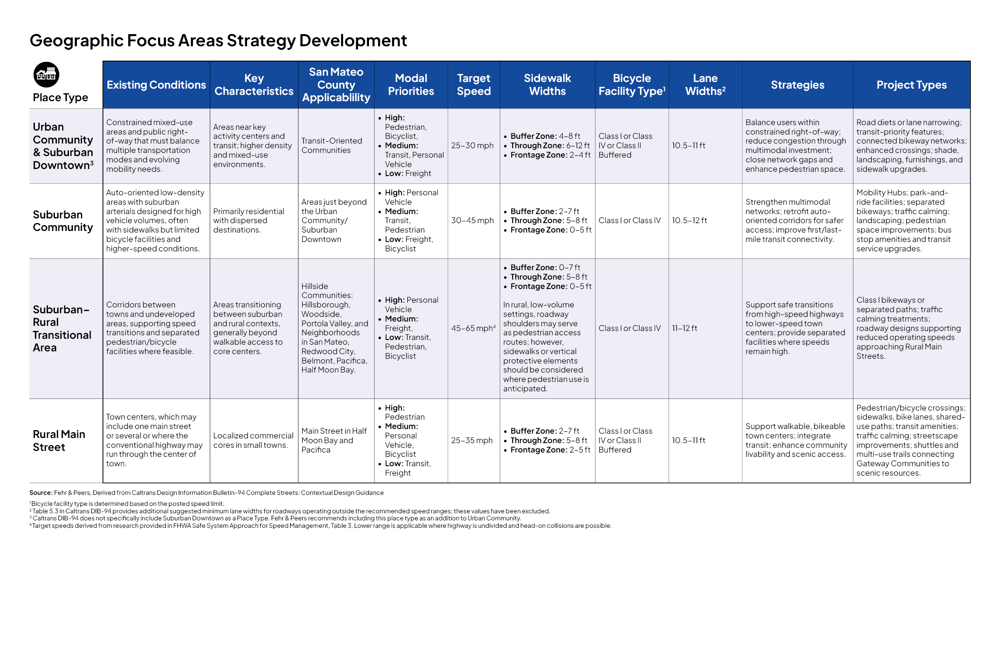 Geographic Focus Areas Strategy Development
Place Type
Existing Conditions
Key
Characteristics
San Mateo
County
Applicablility
Modal
Priorities
Target
Speed
Sidewalk
Widths
Bicycle
Facility Type¹
Lane
Widths²
Strategies
Project Types
Urban
Community
& Suburban
Downtown³
Constrained mixed-use
areas and public right-
of-way that must balance
multiple transportation
modes and evolving
mobility needs.
Areas near key
activity centers and
transit; higher density
and mixed-use
environments.
Transit-Oriented
Communities
• High:
Pedestrian,
Bicyclist,
• Medium:
Transit, Personal
Vehicle
• Low: Freight
25–30 mph
• Buffer Zone: 4–8 ft
• Through Zone: 6–12 ft
• Frontage Zone: 2–4 ft
Class I or Class
IV or Class II
Buffered
10.5–11 ft
Balance users within
constrained right-of-way;
reduce congestion through
multimodal investment;
close network gaps and
enhance pedestrian space.
Road diets or lane narrowing;
transit-priority features;
connected bikeway networks;
enhanced crossings; shade,
landscaping, furnishings, and
sidewalk upgrades.
Suburban
Community
Auto-oriented low-density
areas with suburban
arterials designed for high
vehicle volumes, often
with sidewalks but limited
bicycle facilities and
higher-speed conditions.
Primarily residential
with dispersed
destinations.
Areas just beyond
the Urban
Community/
Suburban
Downtown
• High: Personal
Vehicle
• Medium:
Transit,
Pedestrian
• Low: Freight,
Bicyclist
30–45 mph
• Buffer Zone: 2–7 ft
• Through Zone: 5–8 ft
• Frontage Zone: 0–5 ft
Class I or Class IV
10.5–12 ft
Strengthen multimodal
networks; retrofit auto-
oriented corridors for safer
access; improve first/last-
mile transit connectivity.
Mobility Hubs; park-and-
ride facilities; separated
bikeways; traffic calming;
landscaping; pedestrian
space improvements; bus
stop amenities and transit
service upgrades.
Suburban–
Rural
Transitional
Area
Corridors between
towns and undeveloped
areas, supporting speed
transitions and separated
pedestrian/bicycle
facilities where feasible.
Areas transitioning
between suburban
and rural contexts,
generally beyond
walkable access to
core centers.
Hillside
Communities:
Hillsborough,
Woodside,
Portola Valley, and
Neighborhoods
in San Mateo,
Redwood City,
Belmont, Pacifica,
Half Moon Bay.
• High: Personal
Vehicle
• Medium:
Freight,
• Low: Transit,
Pedestrian,
Bicyclist
45–65 mph⁴
• Buffer Zone: 0–7 ft
• Through Zone: 5–8 ft
• Frontage Zone: 0–5 ft
In rural, low-volume
settings, roadway
shoulders may serve
as pedestrian access
routes; however,
sidewalks or vertical
protective elements
should be considered
where pedestrian use is
anticipated.
Class I or Class IV
11–12 ft
Support safe transitions
from high-speed highways
to lower-speed town
centers; provide separated
facilities where speeds
remain high.
Class I bikeways or
separated paths; traffic
calming treatments;
roadway designs supporting
reduced operating speeds
approaching Rural Main
Streets.
Rural Main
Street
Town centers, which may
include one main street
or several or where the
conventional highway may
run through the center of
town.
Localized commercial
cores in small towns.
Main Street in Half
Moon Bay and
Pacifica
• High:
Pedestrian
• Medium:
Personal
Vehicle,
Bicyclist
• Low: Transit,
Freight
25–35 mph
• Buffer Zone: 2–7 ft
• Through Zone: 5–8 ft
• Frontage Zone: 2–5 ft
Class I or Class
IV or Class II
Buffered
10.5–11 ft
Support walkable, bikeable
town centers; integrate
transit; enhance community
livability and scenic access.
Pedestrian/bicycle crossings;
sidewalks, bike lanes, shared-
use paths; transit amenities;
traffic calming; streetscape
improvements; shuttles and
multi-use trails connecting
Gateway Communities to
scenic resources.
Source: Fehr & Peers, Derived from Caltrans Design Information Bulletin-94 Complete Streets: Contextual Design Guidance
¹ Bicycle facility type is determined based on the posted speed limit.
² Table 5.3 in Caltrans DIB-94 provides additional suggested minimum lane widths for roadways operating outside the recommended speed ranges; these values have been excluded.
³ Caltrans DIB-94 does not specifically include Suburban Downtown as a Place Type. Fehr & Peers recommends including this place type as an addition to Urban Community.
⁴ Target speeds derived from research provided in FHWA Safe System Approach for Speed Management, Table 3. Lower range is applicable where highway is undivided and head-on collisions are possible.